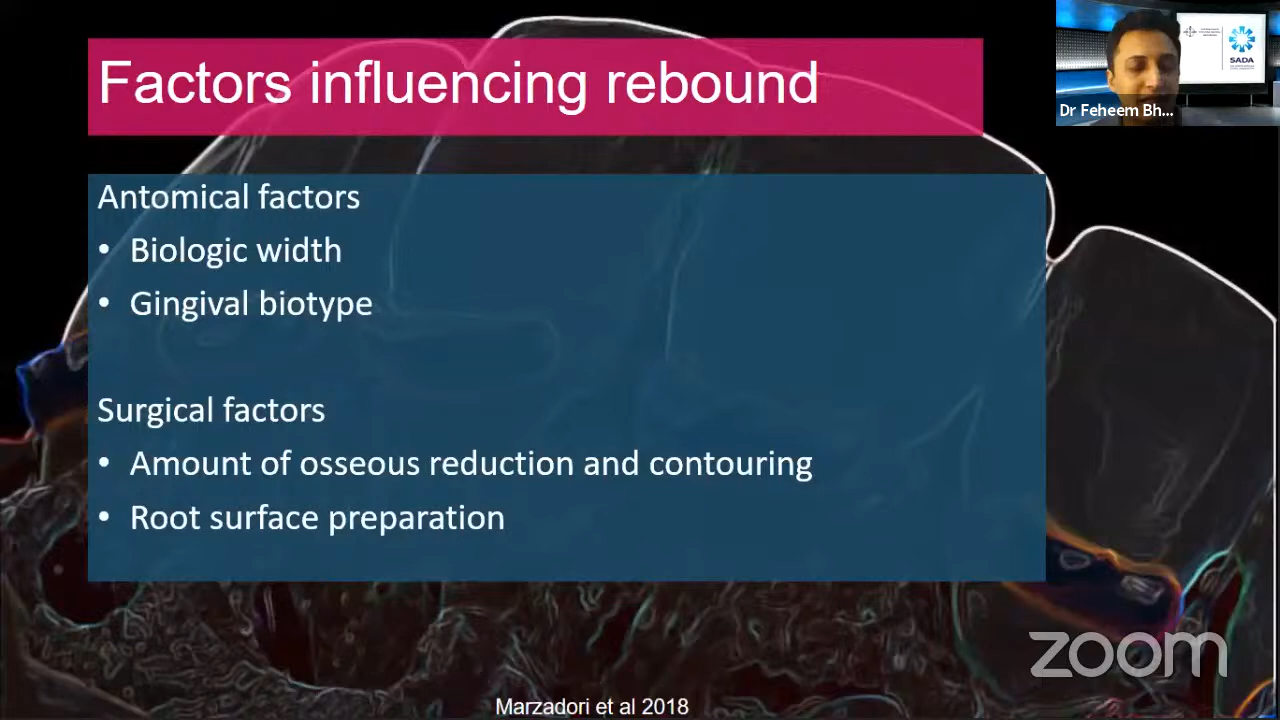 Factors influencing rebound
SADA
Dr Feheem Bh...
Antomical factors
• Biologic width
• Gingival biotype
Surgical factors
• Amount of osseous reduction and contouring
• Root surface preparation
zoom
Marzadori et al 2018